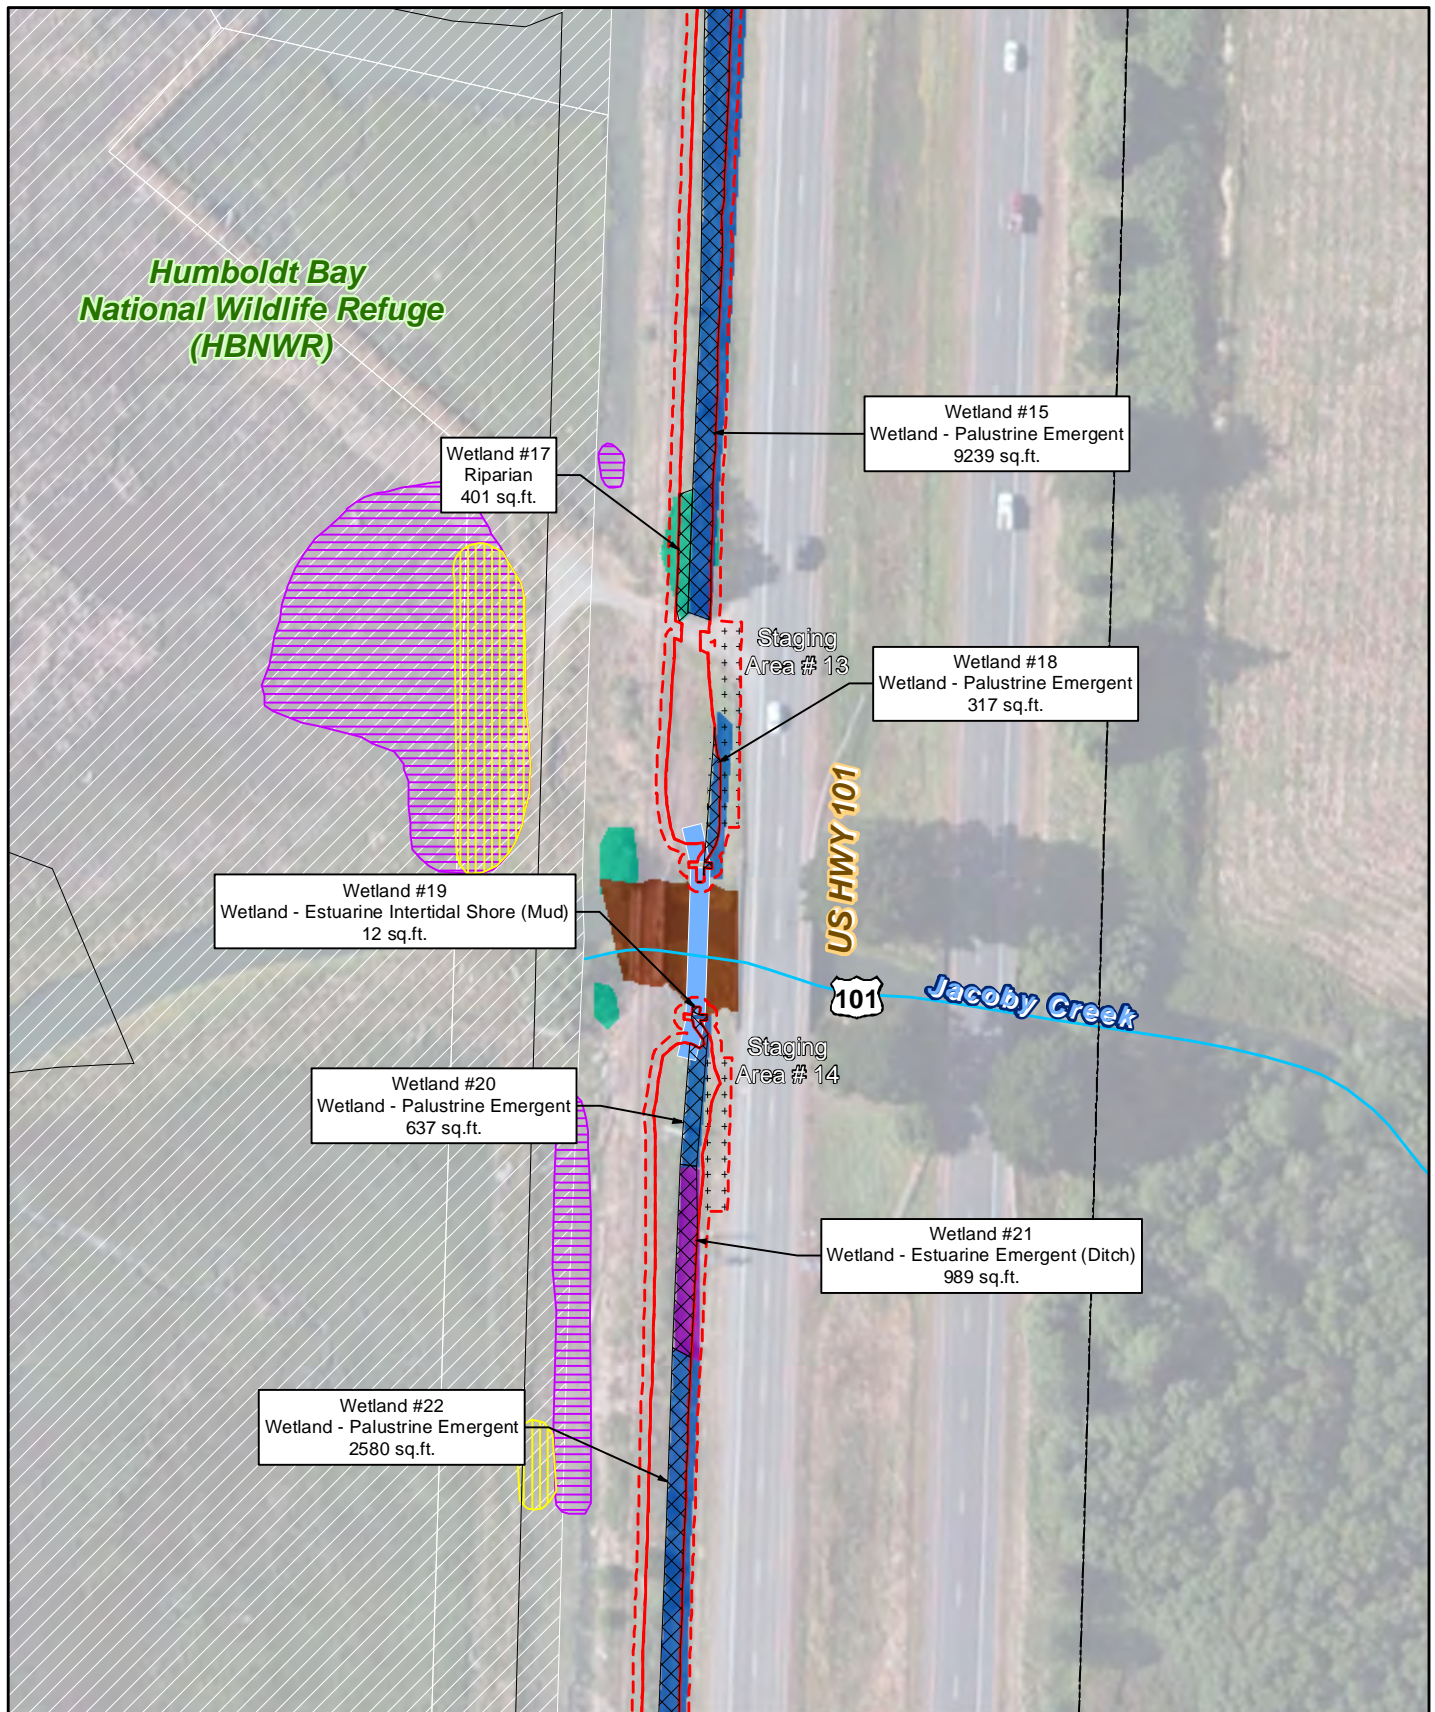 Humboldt Bay
National Wildlife Refuge
(HBNWR)
Wetland #15
Wetland - Palustrine Emergent
9239 sq.ft.
Wetland #17
Riparian
401 sq.ft.
Staging
Area # 13
Wetland #18
Wetland - Palustrine Emergent
317 sq.ft.
US HWY 101
Wetland #19
Wetland - Estuarine Intertidal Shore (Mud)
12 sq.ft.
101
Jacoby Creek
Staging
Area # 14
Wetland #20
Wetland - Palustrine Emergent
637 sq.ft.
Wetland #21
Wetland - Estuarine Emergent (Ditch)
989 sq.ft.
Wetland #22
Wetland - Palustrine Emergent
2580 sq.ft.